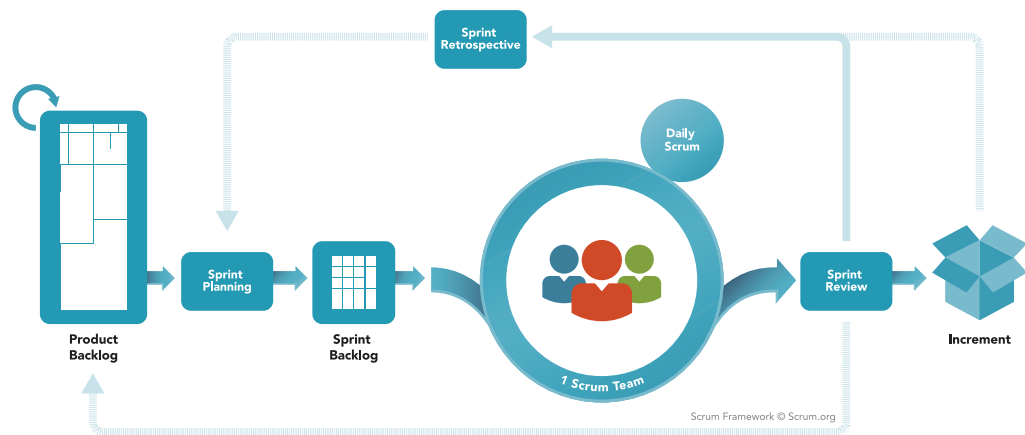 Sprint
Retrospective
Daily
Scrum
Sprint
Planning
Sprint
Review
Product
Backlog
Sprint
Backlog
Increment
1 Scrum Team
Scrum Framework © Scrum.org